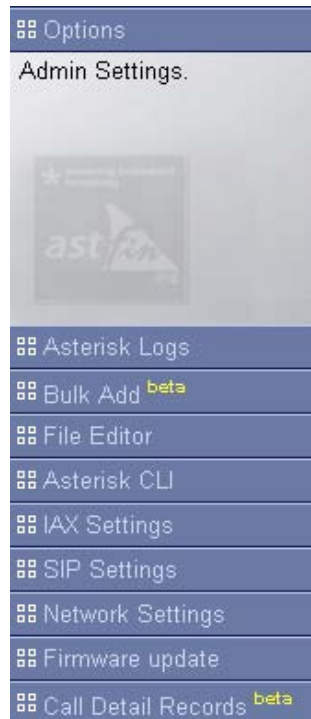 Options
Admin Settings.
Asterisk Logs
Bulk Add beta
File Editor
Asterisk CLI
IAX Settings
SIP Settings
Network Settings
Firmware update
Call Detail Records beta